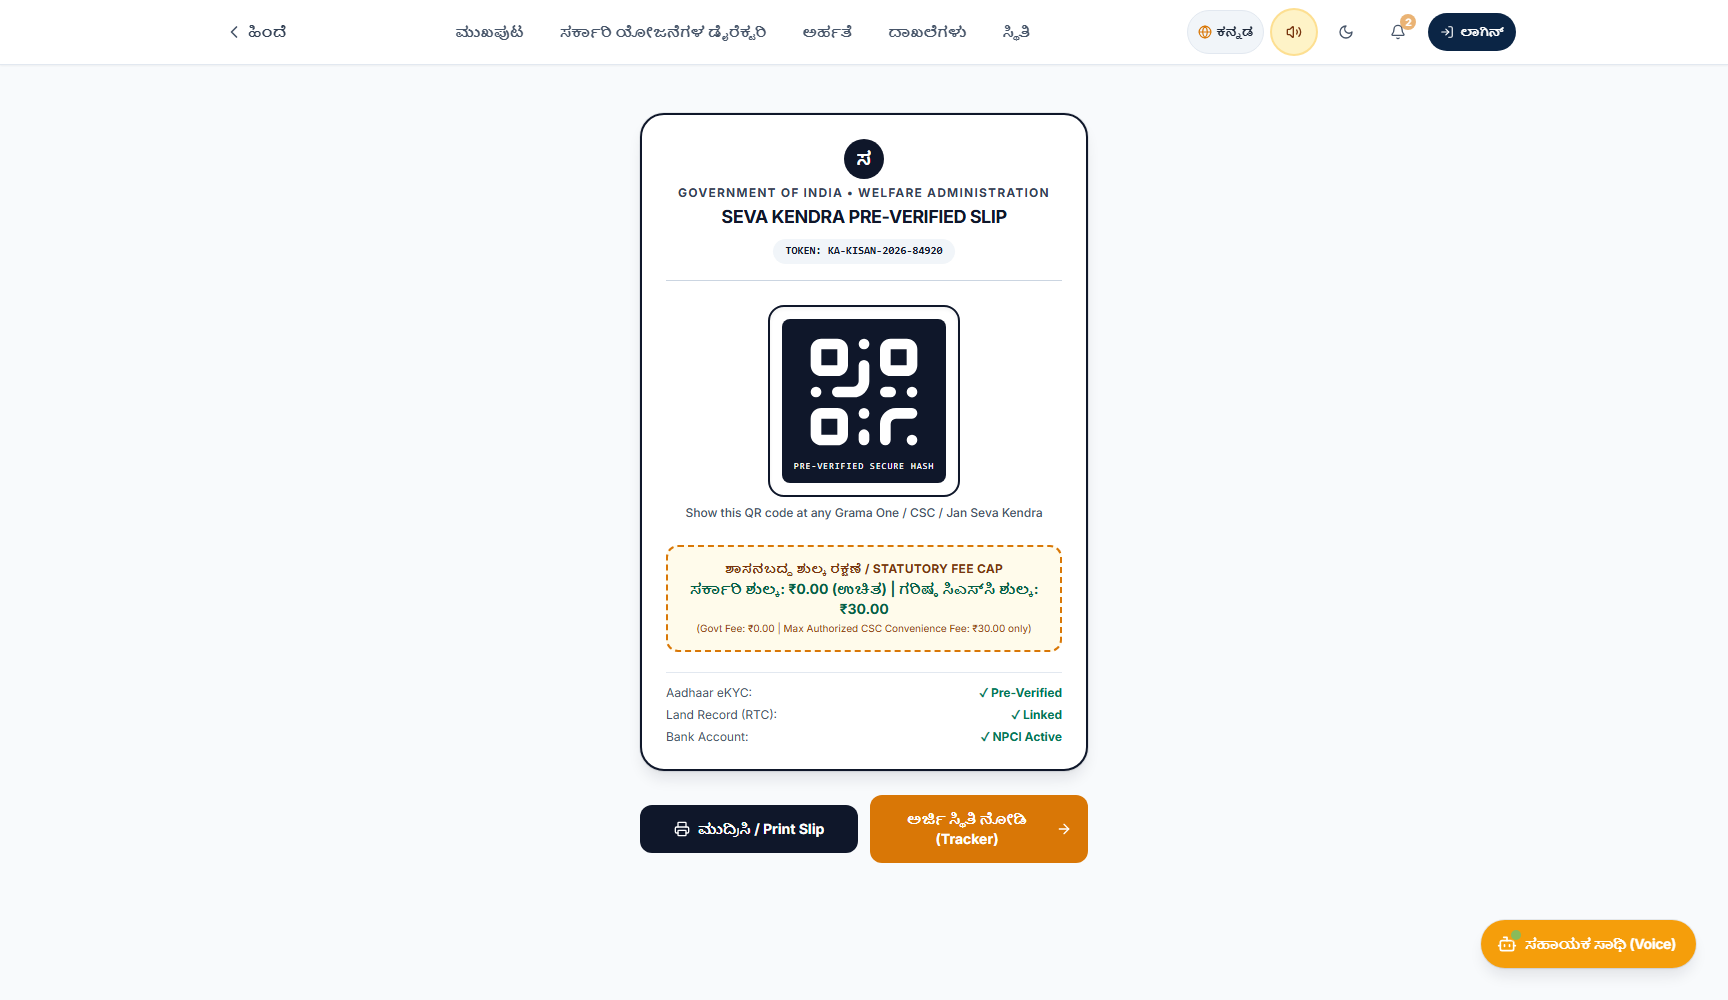 ಹಿಂದೆ
ಮುಖಪುಟ
ಸರ್ಕಾರಿ ಯೋಜನೆಗಳ ಡೈರೆಕ್ಟರಿ
ಅರ್ಹತೆ
ದಾಖಲೆಗಳು
ಸ್ಥಿತಿ
ಕನ್ನಡ
2
ಲಾಗಿನ್
ಸ
GOVERNMENT OF INDIA • WELFARE ADMINISTRATION
SEVA KENDRA PRE-VERIFIED SLIP
TOKEN: KA-KISAN-2026-84920
PRE-VERIFIED SECURE HASH
Show this QR code at any Grama One / CSC / Jan Seva Kendra
ಶಾಸನಬದ್ಧ ಶುಲ್ಕ ರಕ್ಷಣೆ / STATUTORY FEE CAP
ಸರ್ಕಾರಿ ಶುಲ್ಕ: ₹0.00 (ಉಚಿತ) | ಗರಿಷ್ಠ ಸಿಎಸ್‌ಸಿ ಶುಲ್ಕ:
₹30.00
(Govt Fee: ₹0.00 | Max Authorized CSC Convenience Fee: ₹30.00 only)
Aadhaar eKYC: ✓ Pre-Verified
Land Record (RTC): ✓ Linked
Bank Account: ✓ NPCI Active
ಮುದ್ರಿಸಿ / Print Slip
ಅರ್ಜಿ ಸ್ಥಿತಿ ನೋಡಿ
(Tracker)
ಸಹಾಯಕ ಸಾಥಿ (Voice)